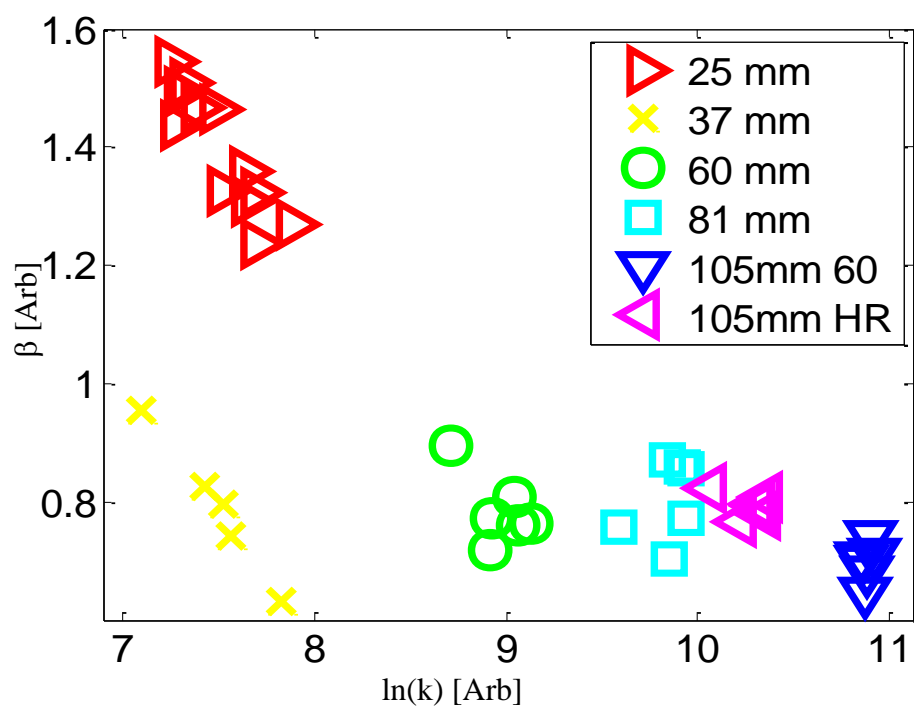 1.6
1.4
1.2
1
0.8
β [Arb]
7
8
9
10
11
ln(k) [Arb]
25 mm
37 mm
60 mm
81 mm
105mm 60
105mm HR